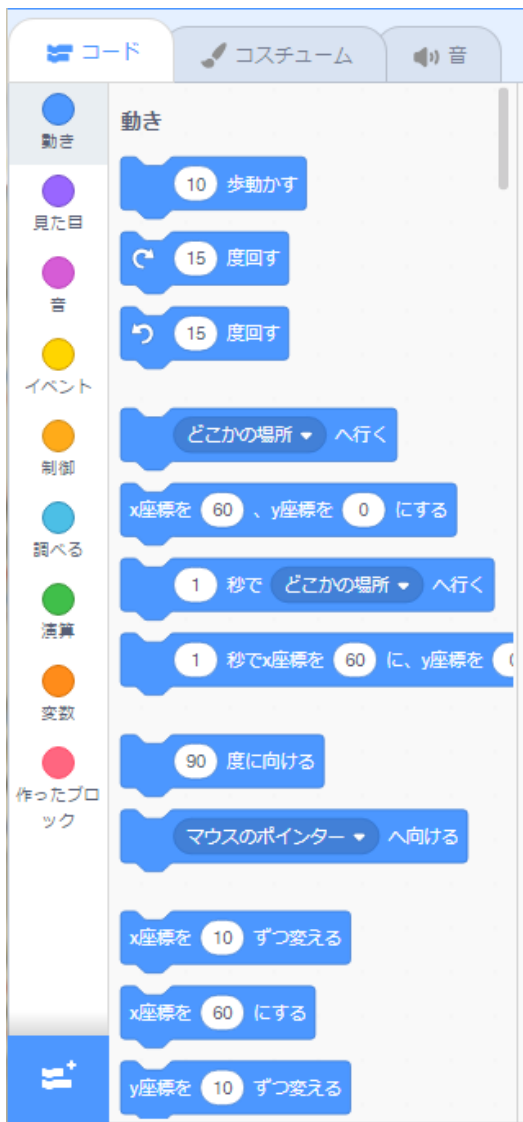 コード
コスチューム
音
動き
見た目
音
イベント
制御
調べる
演算
変数
作ったブロ
ック
動き
10 歩動かす
15 度回す
15 度回す
どこかの場所 へ行く
x座標を 60 、y座標を 0 にする
1 秒で どこかの場所 へ行く
1 秒でx座標を 60 に、y座標を
90 度に向ける
マウスのポインター へ向ける
x座標を 10 ずつ変える
x座標を 60 にする
y座標を 10 ずつ変える